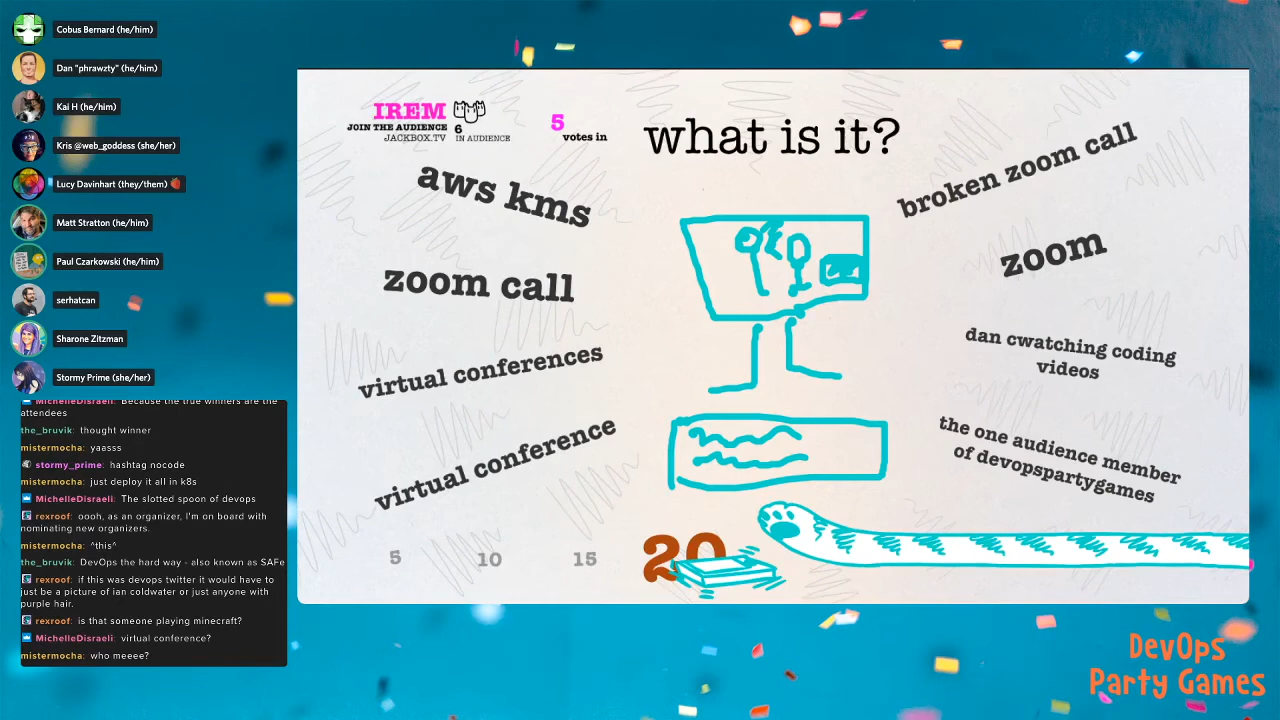 Cobus Bernard (he/him)
Dan "phrawzty" (he/him)
Kai H (he/him)
Kris @web_goddess (she/her)
Lucy Davinhart (they/them) 🍓
Matt Stratton (he/him)
Paul Czarkowski (he/him)
serhatcan
Sharone Zitzman
Stormy Prime (she/her)
MichelleDisraeli: Because the true winners are the
attendees
the_bruvik: thought winner
mistermocha: yaasss
stormy_prime: hashtag nocode
mistermocha: just deploy it all in k8s
MichelleDisraeli: The slotted spoon of devops
rexroof: oooh, as an organizer, I'm on board with
nominating new organizers.
mistermocha: ^this^
the_bruvik: DevOps the hard way - also known as SAFe
rexroof: if this was devops twitter it would have to
just be a picture of ian coldwater or just anyone with
purple hair.
rexroof: is that someone playing minecraft?
MichelleDisraeli: virtual conference?
mistermocha: who meeee?
IREM
JOIN THE AUDIENCE
JACKBOX.TV
6
IN AUDIENCE
5
votes in
what is it?
aws kms
zoom call
virtual conferences
virtual conference
broken zoom call
zoom
dan cwatching coding
videos
the one audience member
of devopspartygames
5 10 15 20
DevOps
Party Games